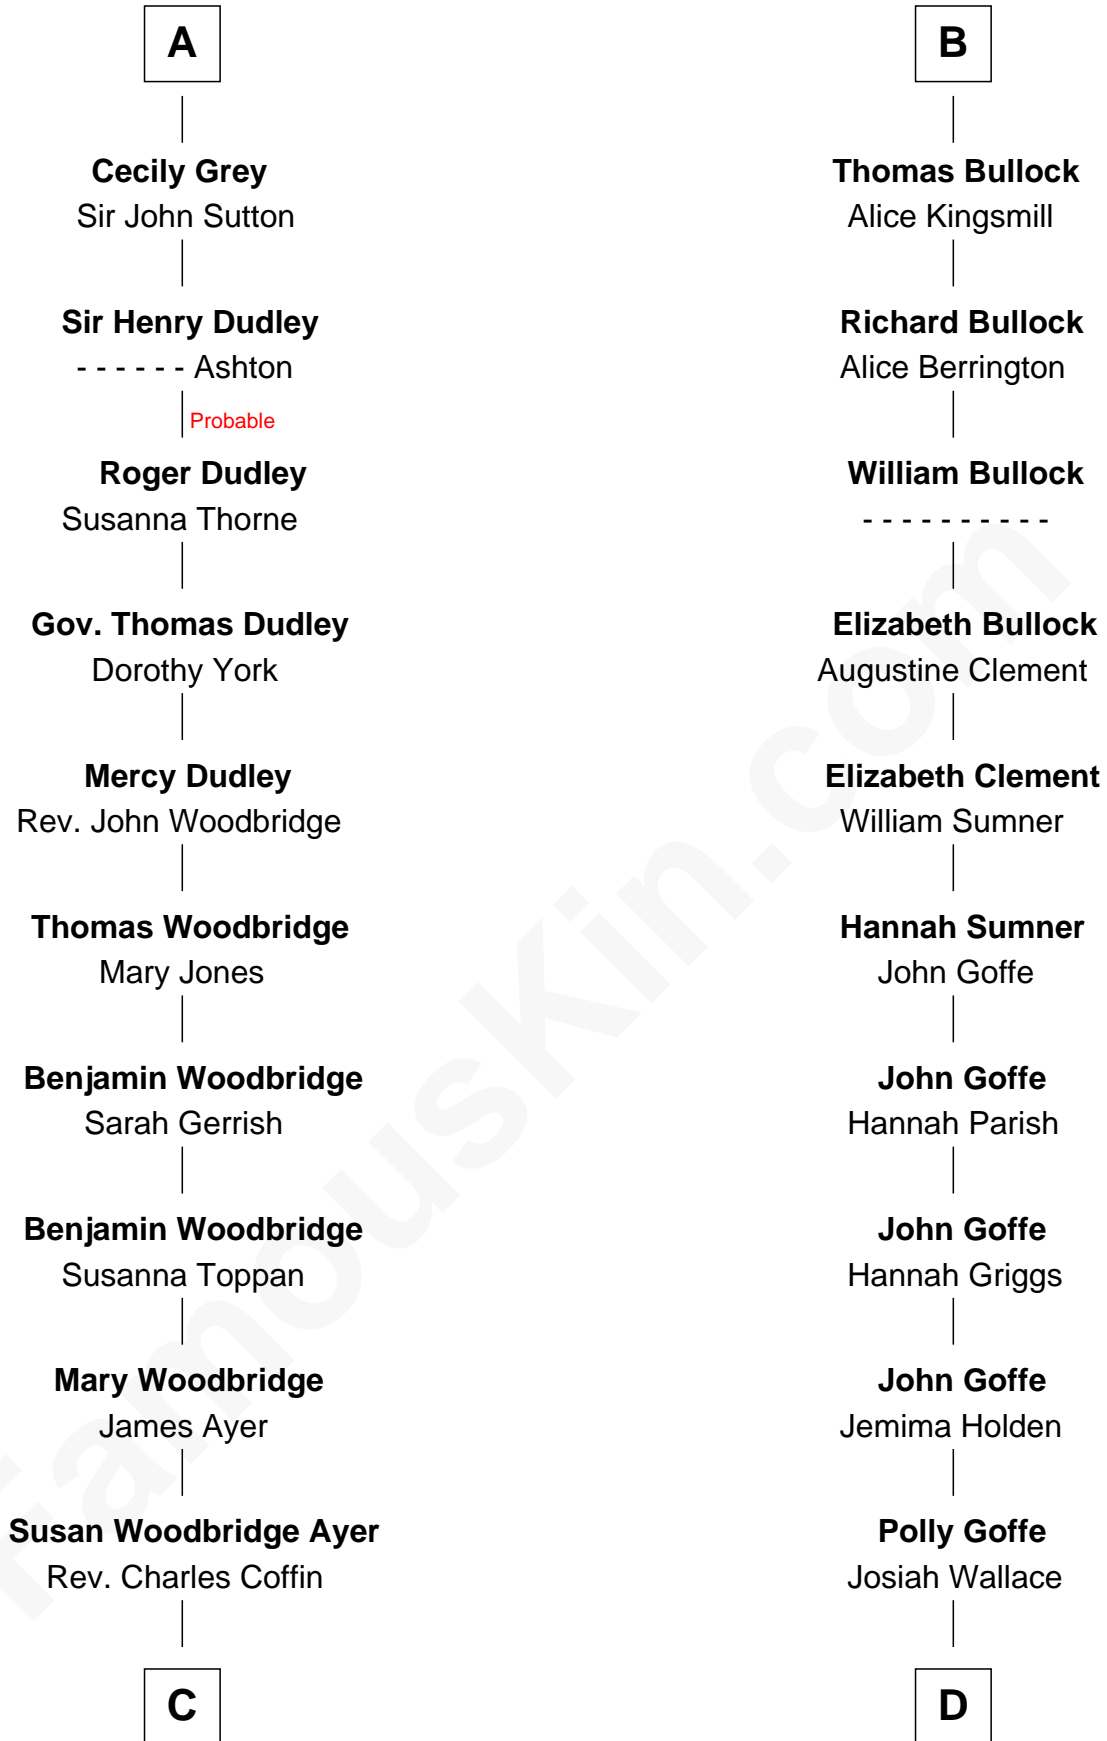 A
Cecily Grey
Sir John Sutton
Sir Henry Dudley
- - - - - - Ashton
Probable
Roger Dudley
Susanna Thorne
Gov. Thomas Dudley
Dorothy York
Mercy Dudley
Rev. John Woodbridge
Thomas Woodbridge
Mary Jones
Benjamin Woodbridge
Sarah Gerrish
Benjamin Woodbridge
Susanna Toppan
Mary Woodbridge
James Ayer
Susan Woodbridge Ayer
Rev. Charles Coffin
C
B
Thomas Bullock
Alice Kingsmill
Richard Bullock
Alice Berrington
William Bullock
- - - - - - - - - -
Elizabeth Bullock
Augustine Clement
Elizabeth Clement
William Sumner
Hannah Sumner
John Goffe
John Goffe
Hannah Parish
John Goffe
Hannah Griggs
John Goffe
Jemima Holden
Polly Goffe
Josiah Wallace
D
FamousKin.com